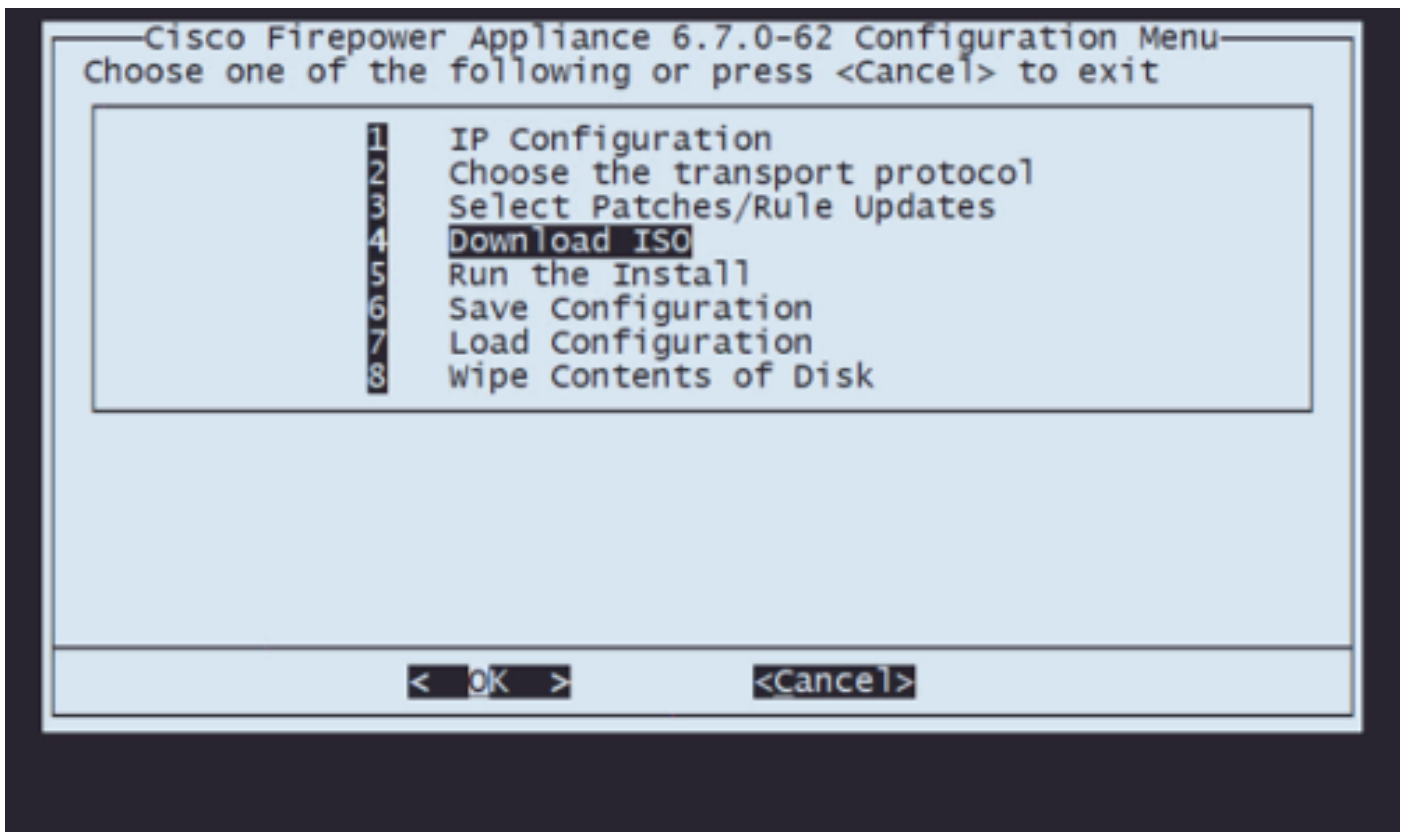 Cisco Firepower Appliance 6.7.0-62 Configuration Menu
Choose one of the following or press <Cancel> to exit
1 IP Configuration
2 Choose the transport protocol
3 Select Patches/Rule Updates
4 Download ISO
5 Run the Install
6 Save Configuration
7 Load Configuration
8 Wipe Contents of Disk
< OK > <Cancel>